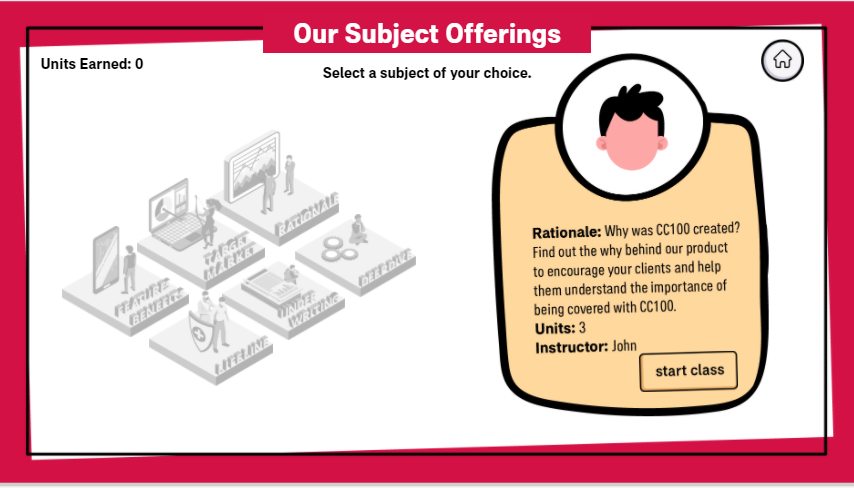 Our Subject Offerings
Units Earned: 0
Select a subject of your choice.
RATIONALE
TARGET
MARKET
DEEP DIVE
FEATURES
BENEFITS
UNDER
WRITING
LIFELINE
Rationale: Why was CC100 created?
Find out the why behind our product
to encourage your clients and help
them understand the importance of
being covered with CC100.
Units: 3
Instructor: John
start class